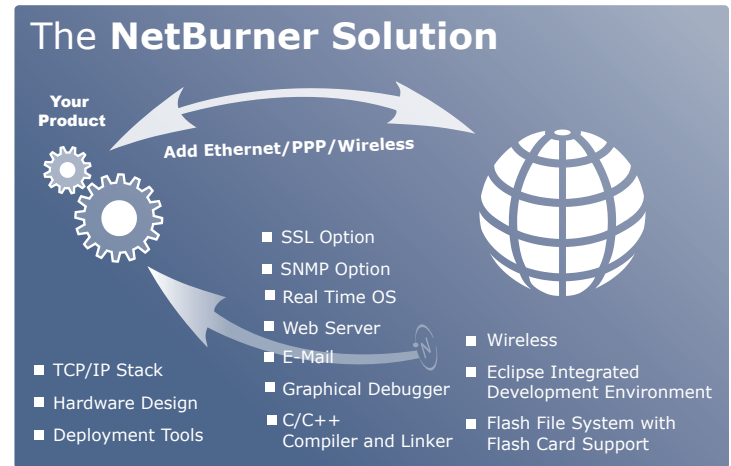 The NetBurner Solution
Your
Product
Add Ethernet/PPP/Wireless
SSL Option
SNMP Option
Real Time OS
Web Server
E-Mail
Graphical Debugger
C/C++
Compiler and Linker
TCP/IP Stack
Hardware Design
Deployment Tools
N
Wireless
Eclipse Integrated
Development Environment
Flash File System with
Flash Card Support